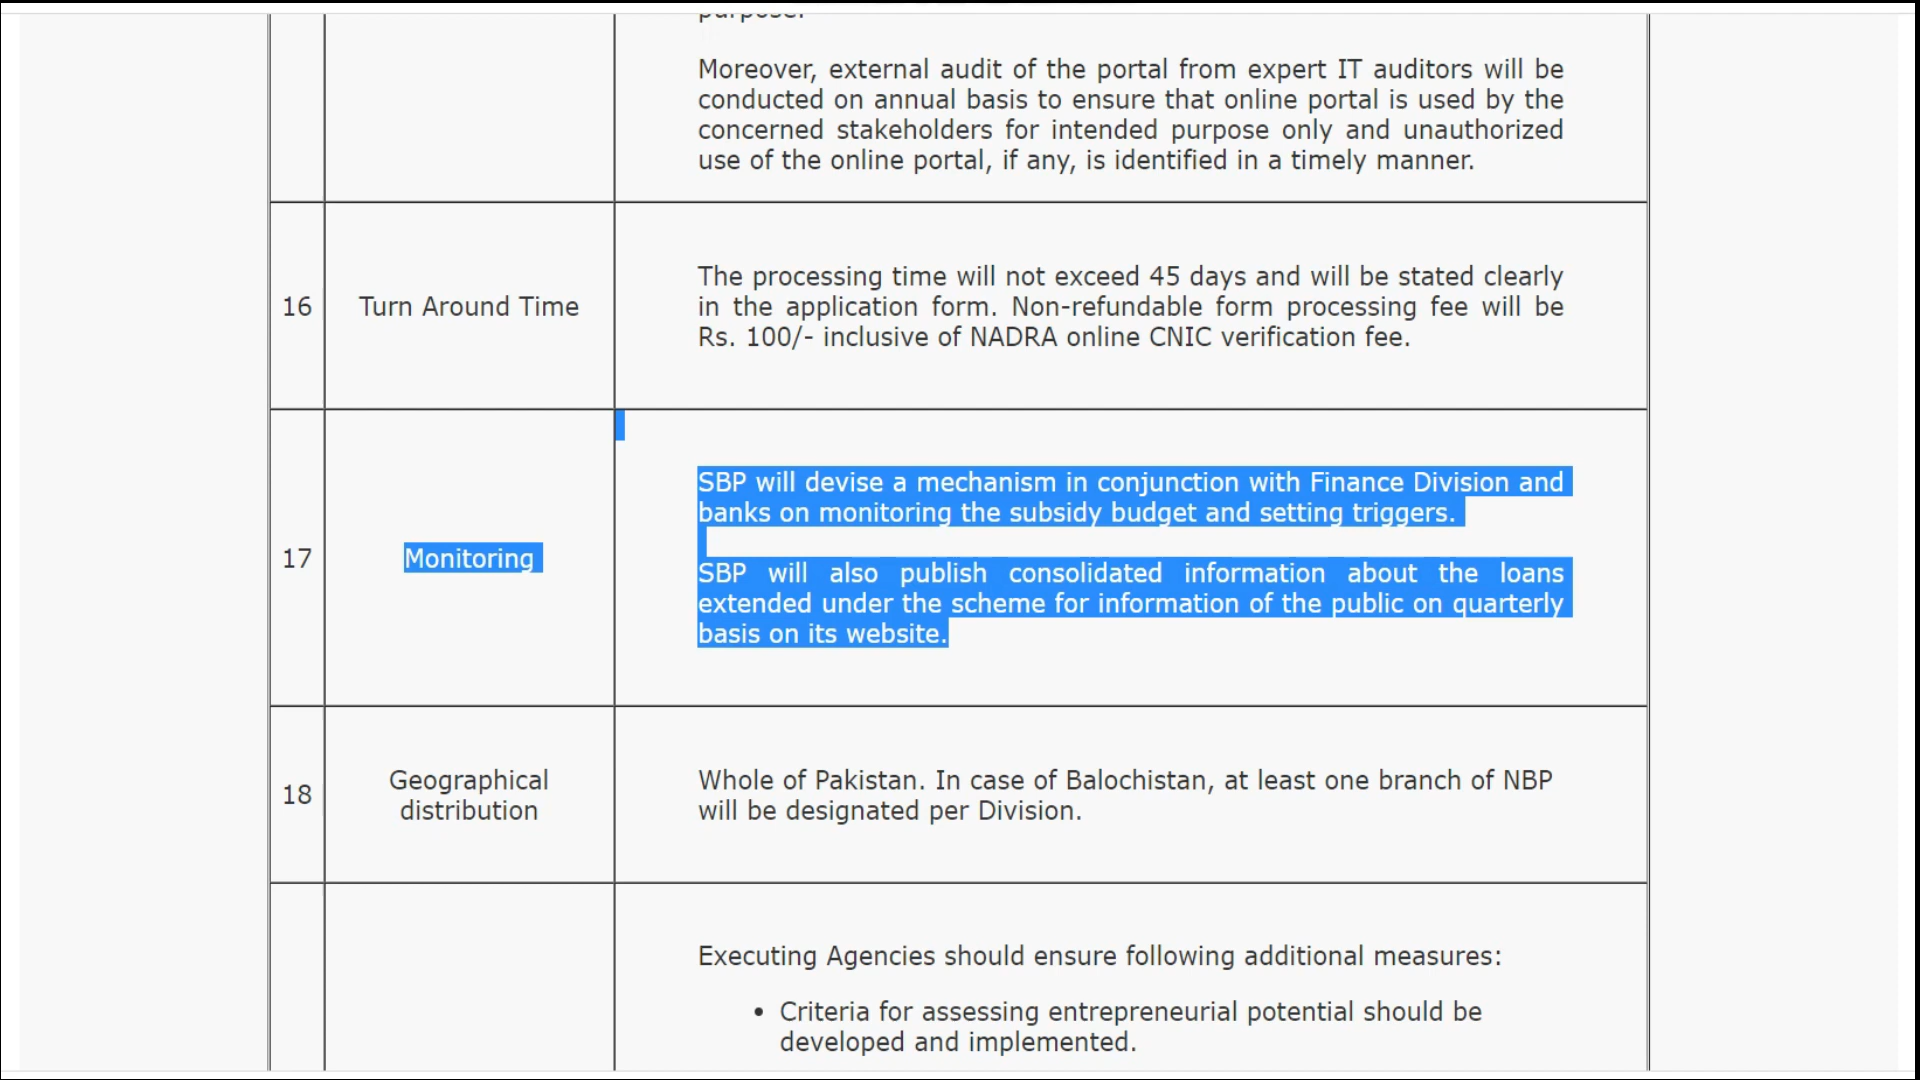 purpose.
Moreover, external audit of the portal from expert IT auditors will be
conducted on annual basis to ensure that online portal is used by the
concerned stakeholders for intended purpose only and unauthorized
use of the online portal, if any, is identified in a timely manner.
16
Turn Around Time
The processing time will not exceed 45 days and will be stated clearly
in the application form. Non-refundable form processing fee will be
Rs. 100/- inclusive of NADRA online CNIC verification fee.
17
Monitoring
SBP will devise a mechanism in conjunction with Finance Division and
banks on monitoring the subsidy budget and setting triggers.
SBP will also publish consolidated information about the loans
extended under the scheme for information of the public on quarterly
basis on its website.
18
Geographical
distribution
Whole of Pakistan. In case of Balochistan, at least one branch of NBP
will be designated per Division.
Executing Agencies should ensure following additional measures:
• Criteria for assessing entrepreneurial potential should be
developed and implemented.